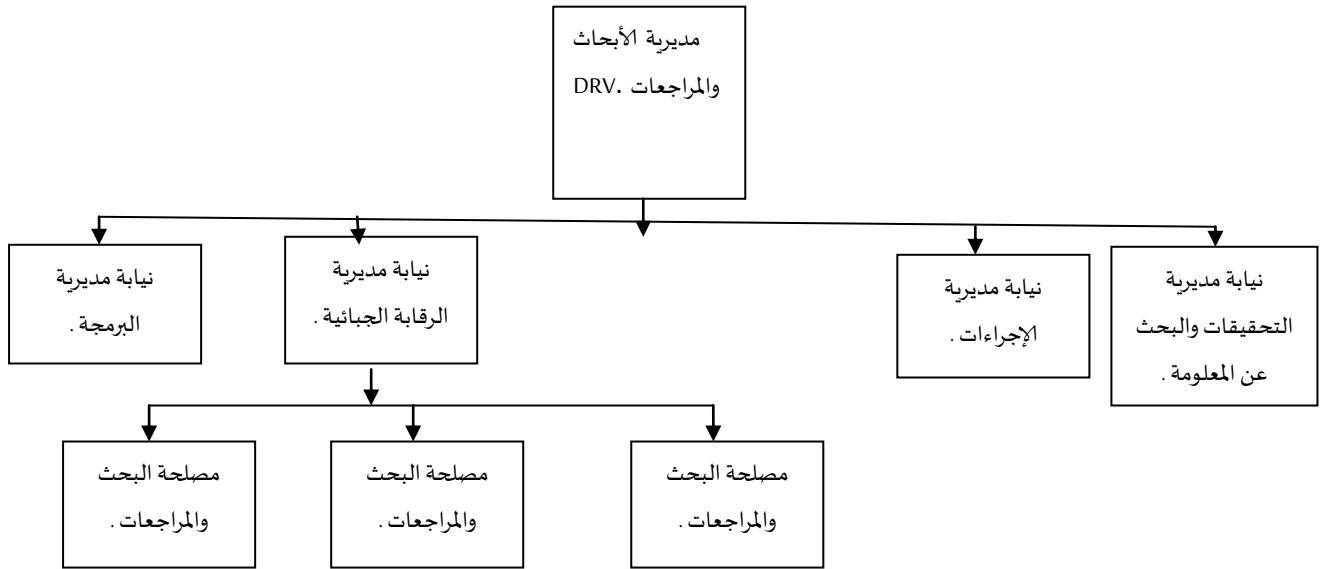 مديرية الأبحاث
والمراجعات .DRV
نيابة مديرية
التحقيقات والبحث
عن المعلومة .
نيابة مديرية
الإجراءات .
نيابة مديرية
الرقابة الجبائية .
نيابة مديرية
البرمجة .
مصلحة البحث
والمراجعات .
مصلحة البحث
والمراجعات .
مصلحة البحث
والمراجعات .